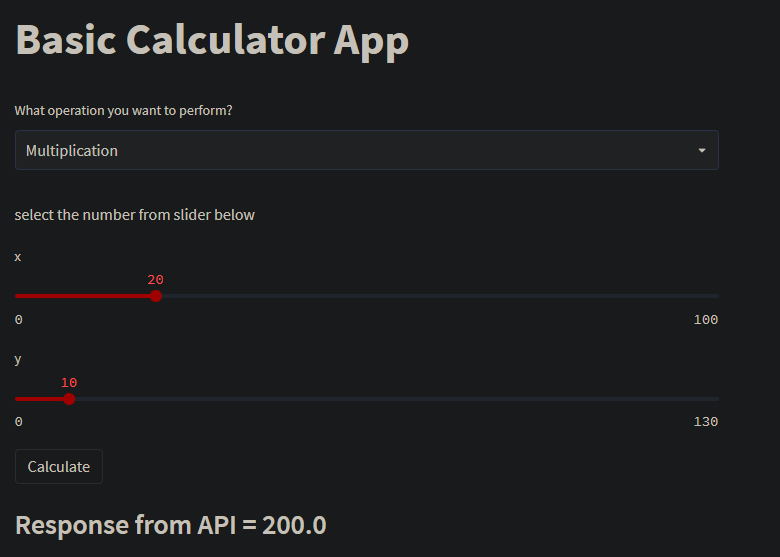 Basic Calculator App
What operation you want to perform?
Multiplication
select the number from slider below
x
20
0 100
y
10
0 130
Calculate
Response from API = 200.0